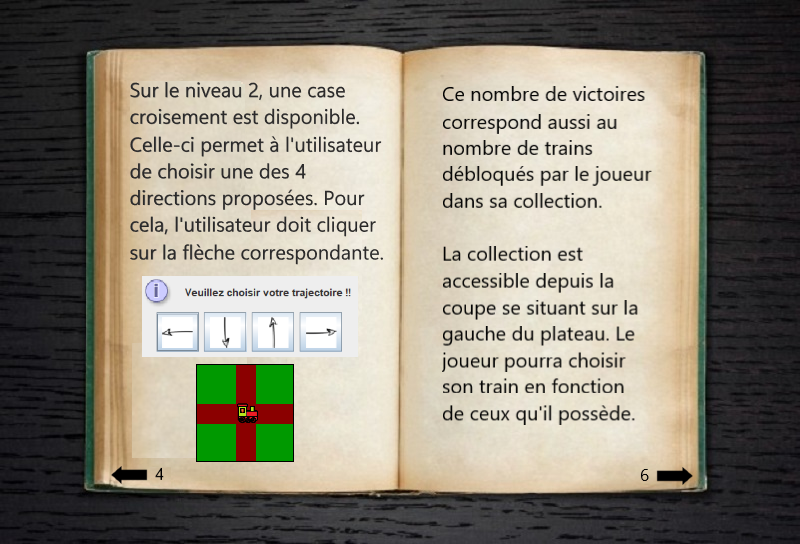 Sur le niveau 2, une case
croisement est disponible.
Celle-ci permet à l'utilisateur
de choisir une des 4
directions proposées. Pour
cela, l'utilisateur doit cliquer
sur la flèche correspondante.
Veuillez choisir votre trajectoire !!
4
Ce nombre de victoires
correspond aussi au
nombre de trains
débloqués par le joueur
dans sa collection.
La collection est
accessible depuis la
coupe se situant sur la
gauche du plateau. Le
joueur pourra choisir
son train en fonction
de ceux qu'il possède.
6